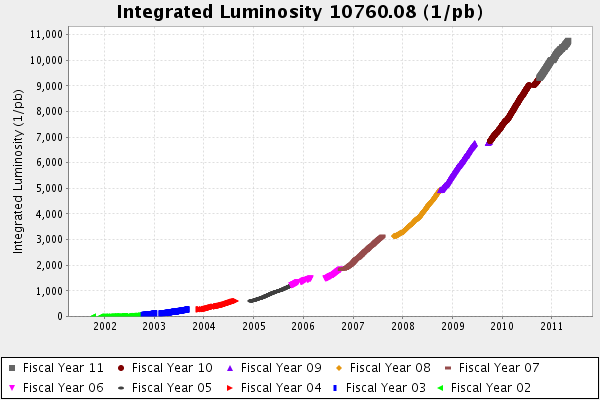 Integrated Luminosity 10760.08 (1/pb)
Integrated Luminosity (1/pb)
11,000
10,000
9,000
8,000
7,000
6,000
5,000
4,000
3,000
2,000
1,000
0
2002 2003 2004 2005 2006 2007 2008 2009 2010 2011
Fiscal Year 11 Fiscal Year 10 Fiscal Year 09 Fiscal Year 08 Fiscal Year 07
Fiscal Year 06 Fiscal Year 05 Fiscal Year 04 Fiscal Year 03 Fiscal Year 02